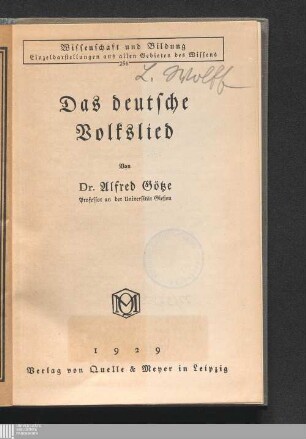 Wissenschaft und Bildung
Einzeldarstellungen aus allen Gebieten des Wissens
L. Wolff
Das deutsche
Volkslied
Von
Dr. Alfred Götze
Professor an der Universität Gießen
1929
Verlag von Quelle & Meyer in Leipzig